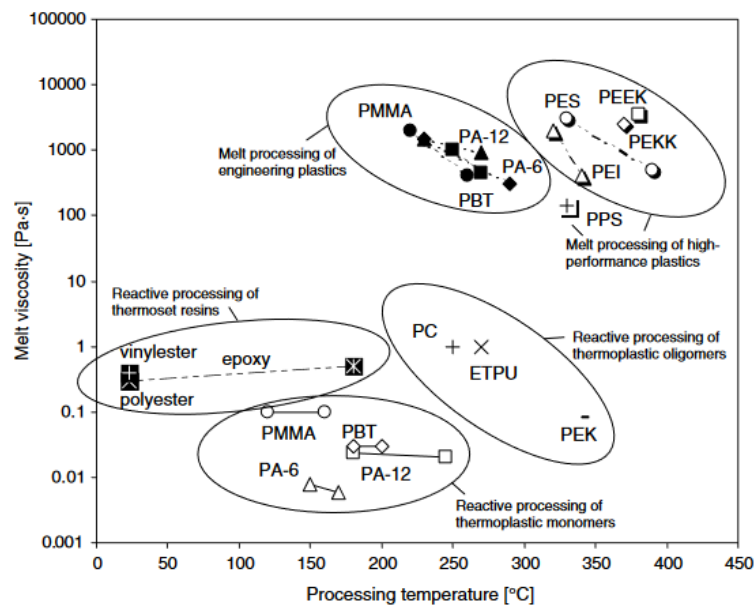 100000
10000
1000
100
10
1
0.1
0.01
0.001
Melt viscosity [Pa·s]
0 50 100 150 200 250 300 350 400 450
Processing temperature [°C]
Melt processing of
engineering plastics
PMMA
PA-12
PA-6
PBT
PES
PEEK
PEKK
PEI
PPS
Melt processing of high-
performance plastics
Reactive processing of
thermoset resins
vinylester
epoxy
polyester
PC
ETPU
PEK
Reactive processing of
thermoplastic oligomers
PMMA
PBT
PA-6
PA-12
Reactive processing of
thermoplastic monomers